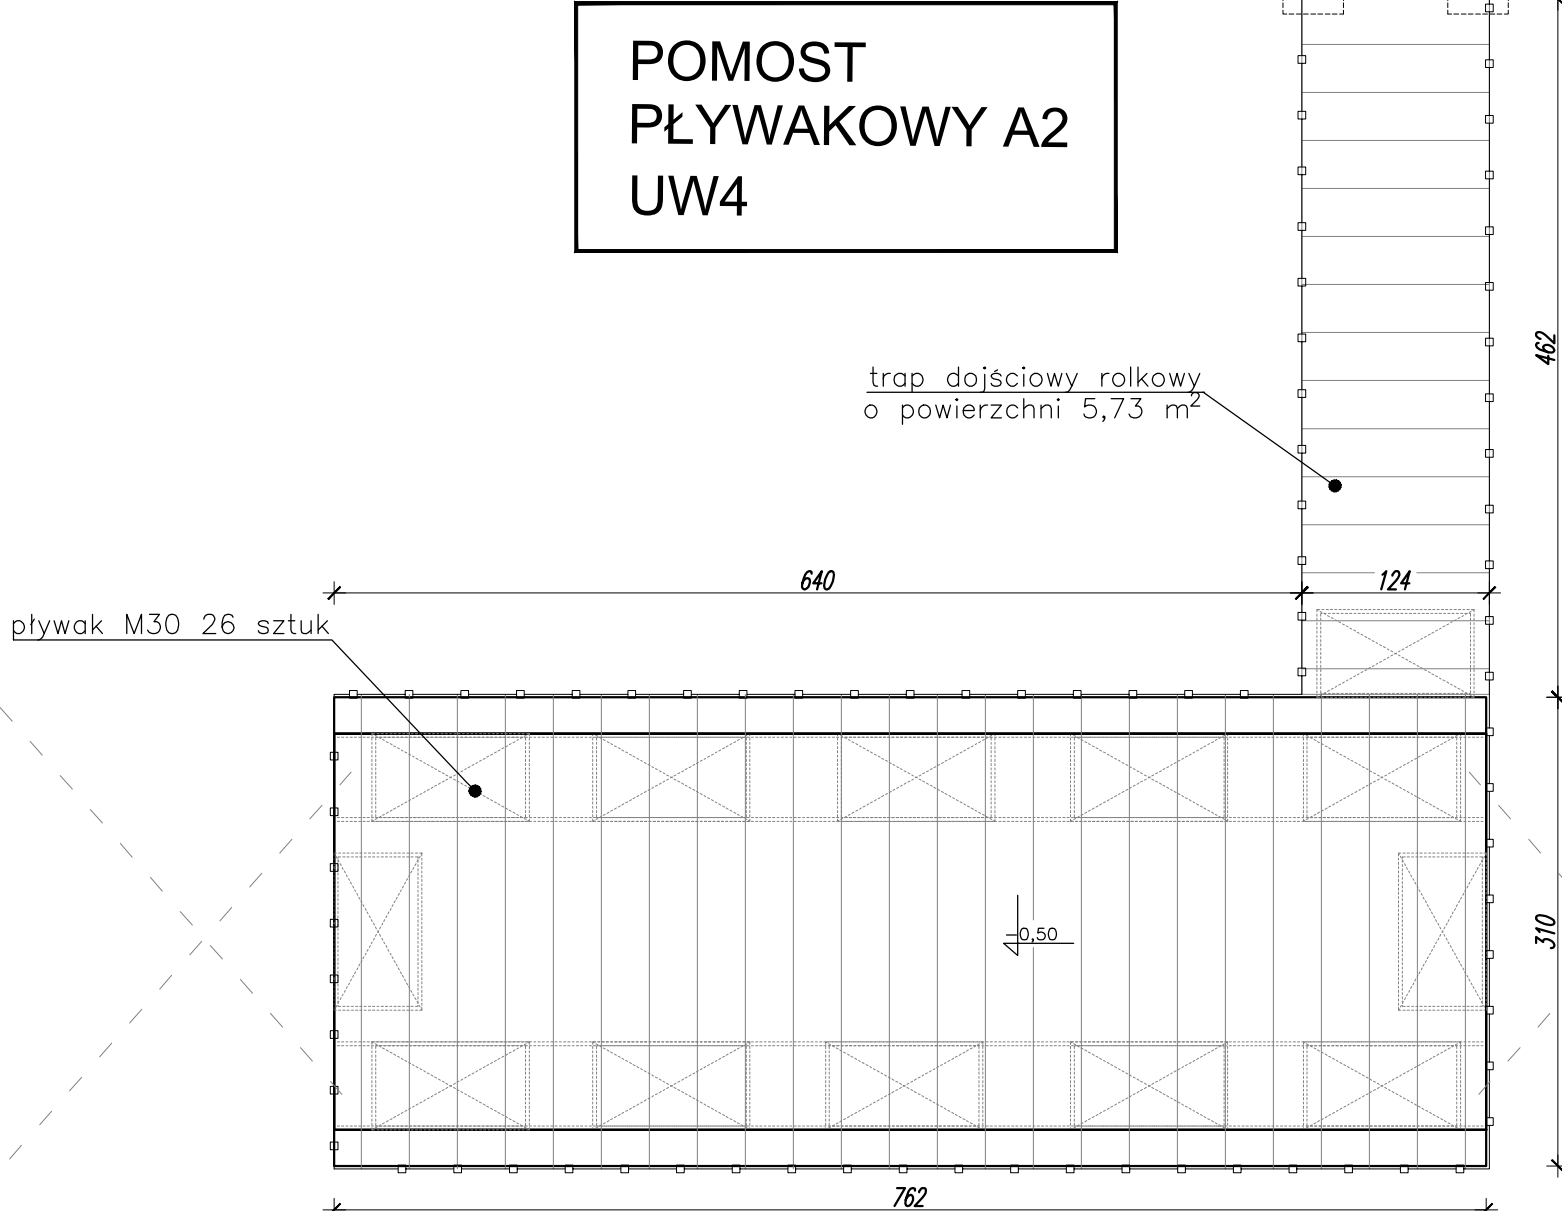 POMOST
PŁYWAKOWY A2
UW4
462
trap dojściowy rolkowy
o powierzchni 5,73 m²
640
124
pływak M30 26 sztuk
-0,50
310
762